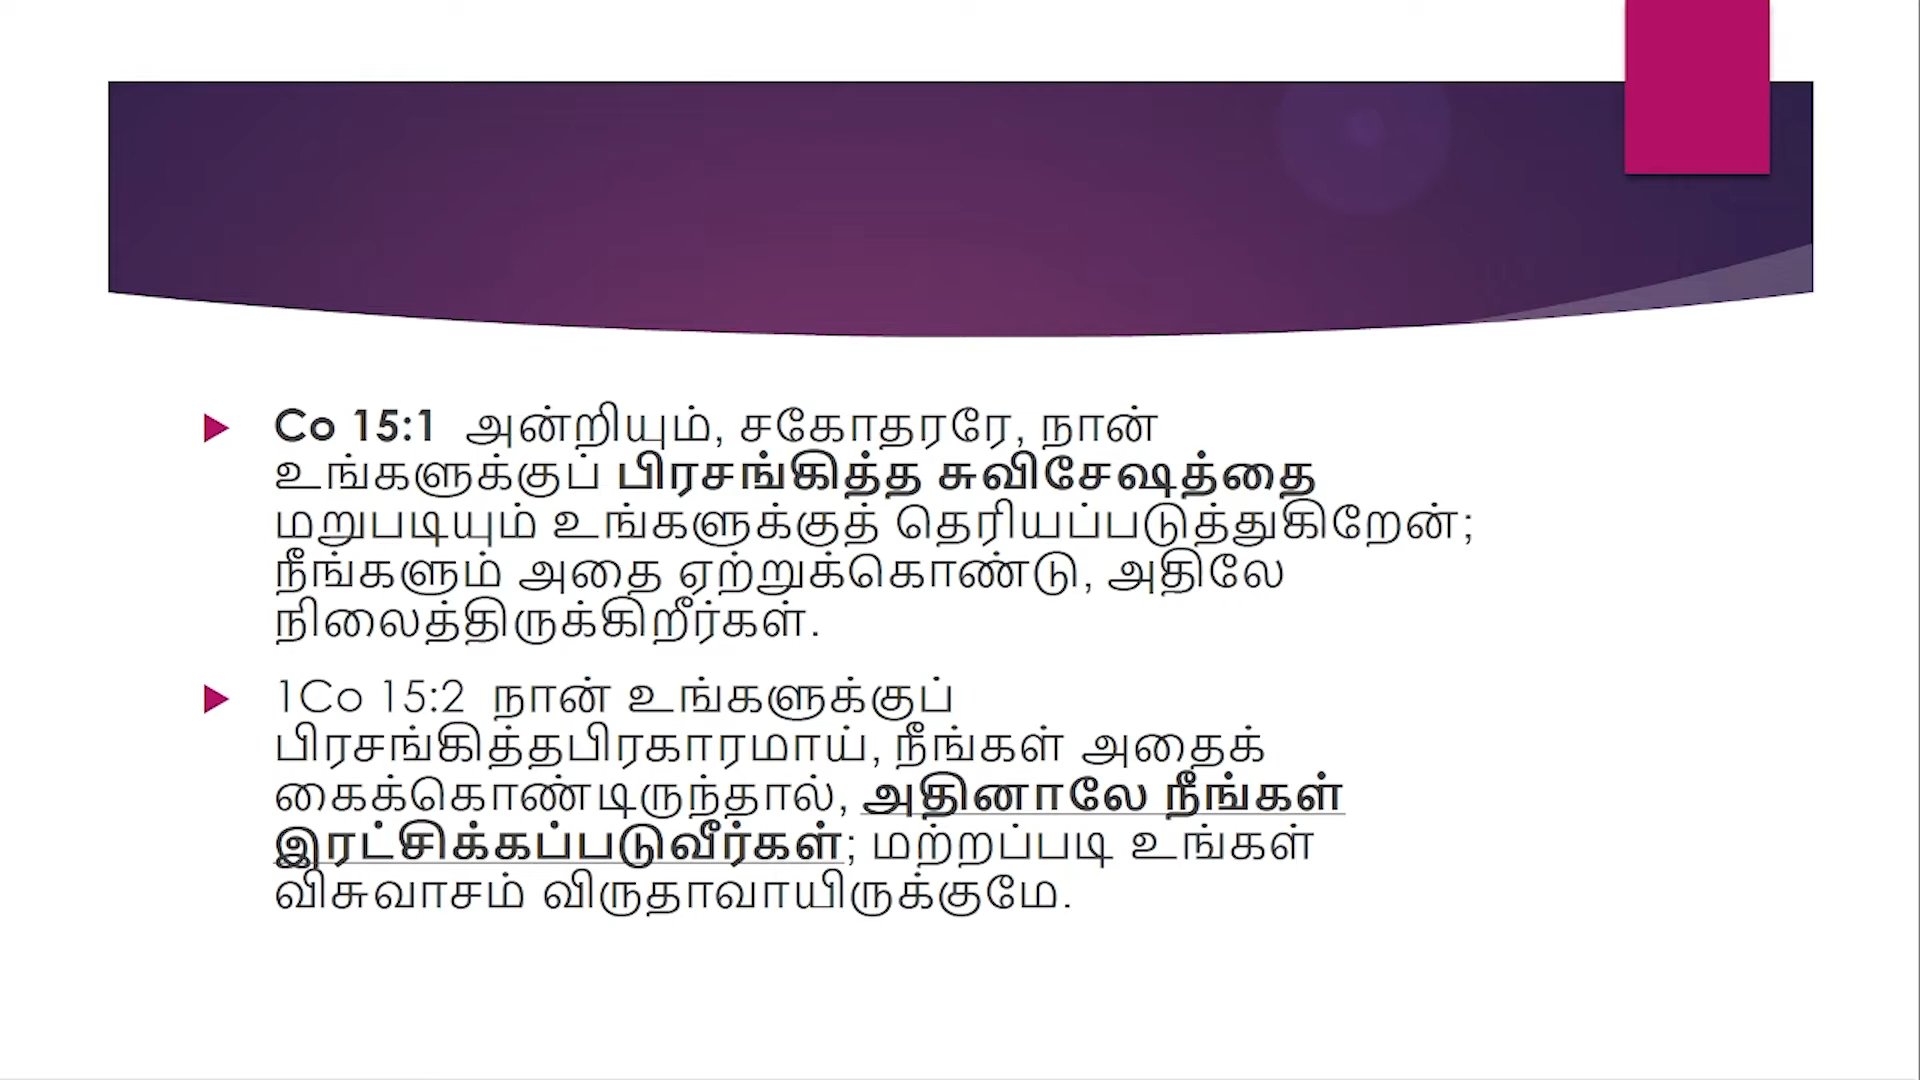 Co 15:1 அன்றியும், சகோதரரே, நான்
உங்களுக்குப் பிரசங்கித்த சுவிசேஷத்தை
மறுபடியும் உங்களுக்குத் தெரியப்படுத்துகிறேன்;
நீங்களும் அதை ஏற்றுக்கொண்டு, அதிலே
நிலைத்திருக்கிறீர்கள்.
1Co 15:2 நான் உங்களுக்குப்
பிரசங்கித்தபிரகாரமாய், நீங்கள் அதைக்
கைக்கொண்டிருந்தால், அதினாலே நீங்கள்
இரட்சிக்கப்படுவீர்கள்; மற்றப்படி உங்கள்
விசுவாசம் விருதாவாயிருக்குமே.